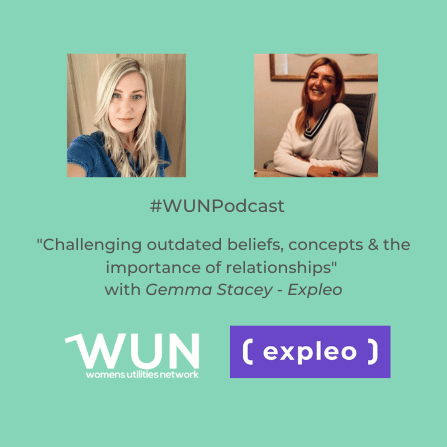 #WUNPodcast
"Challenging outdated beliefs, concepts & the
importance of relationships"
with Gemma Stacey - Expleo
WUN
womens utilities network
( expleo )